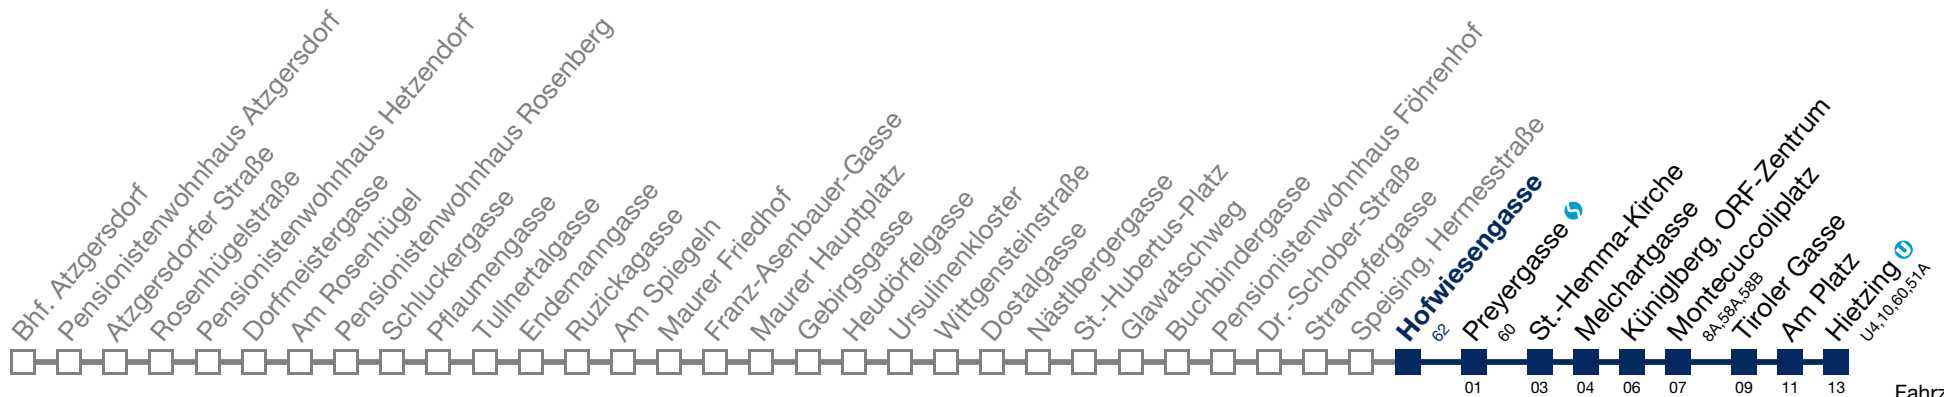 Bhf. Atzgersdorf
Pensionistenwohnhaus Atzgersdorf
Atzgersdorfer Straße
Rosenhügelstraße
Pensionistenwohnhaus Hetzendorf
Dorfmeistergasse
Am Rosenhügel
Pensionistenwohnhaus Rosenberg
Schluckergasse
Pflaumengasse
Tullnertalgasse
Endemanngasse
Ruzickagasse
Am Spiegeln
Maurer Friedhof
Franz-Asenbauer-Gasse
Maurer Hauptplatz
Gebirgsgasse
Heudörfelgasse
Ursulinenkloster
Wittgensteinstraße
Dostalgasse
Nästlbergergasse
St.-Hubertus-Platz
Glawatschweg
Buchbindergasse
Pensionistenwohnhaus Föhrenhof
Dr.-Schober-Straße
Strampfergasse
Speising, Hermesstraße
Hofwiesengasse
62
Preyergasse S
60
St.-Hemma-Kirche
Melchartgasse
Küniglberg, ORF-Zentrum
Montecuccoliplatz
8A,58A,58B
Tiroler Gasse
Am Platz
Hietzing U
U4,10,60,51A
01 03 04 06 07 09 11 13
Fahrz